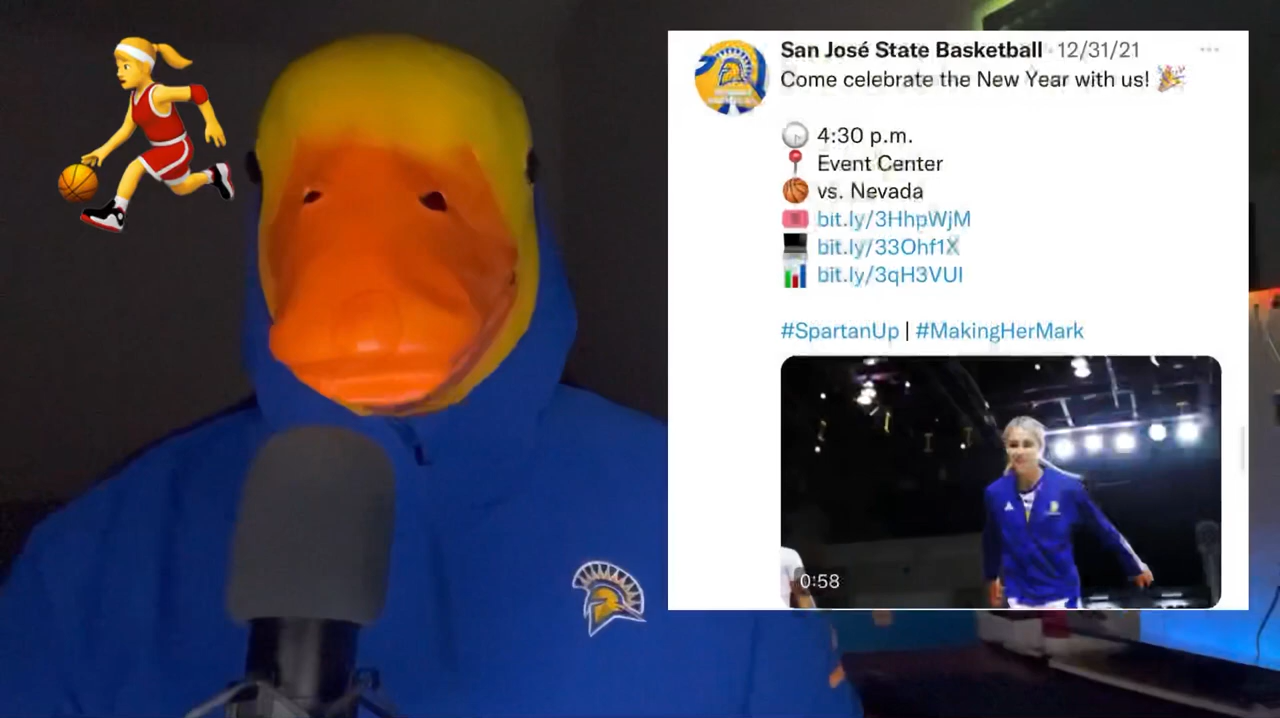 San José State Basketball · 12/31/21
Come celebrate the New Year with us!
4:30 p.m.
Event Center
vs. Nevada
bit.ly/3HhpWjM
bit.ly/33Ohf1X
bit.ly/3qH3VUI
#SpartanUp | #MakingHerMark
0:58